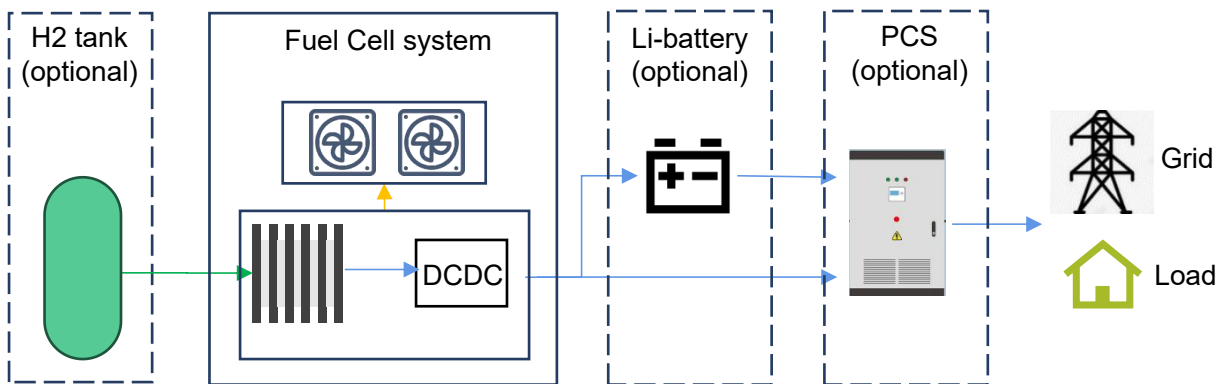 H2 tank
(optional)
Fuel Cell system
DCDC
Li-battery
(optional)
PCS
(optional)
Grid
Load